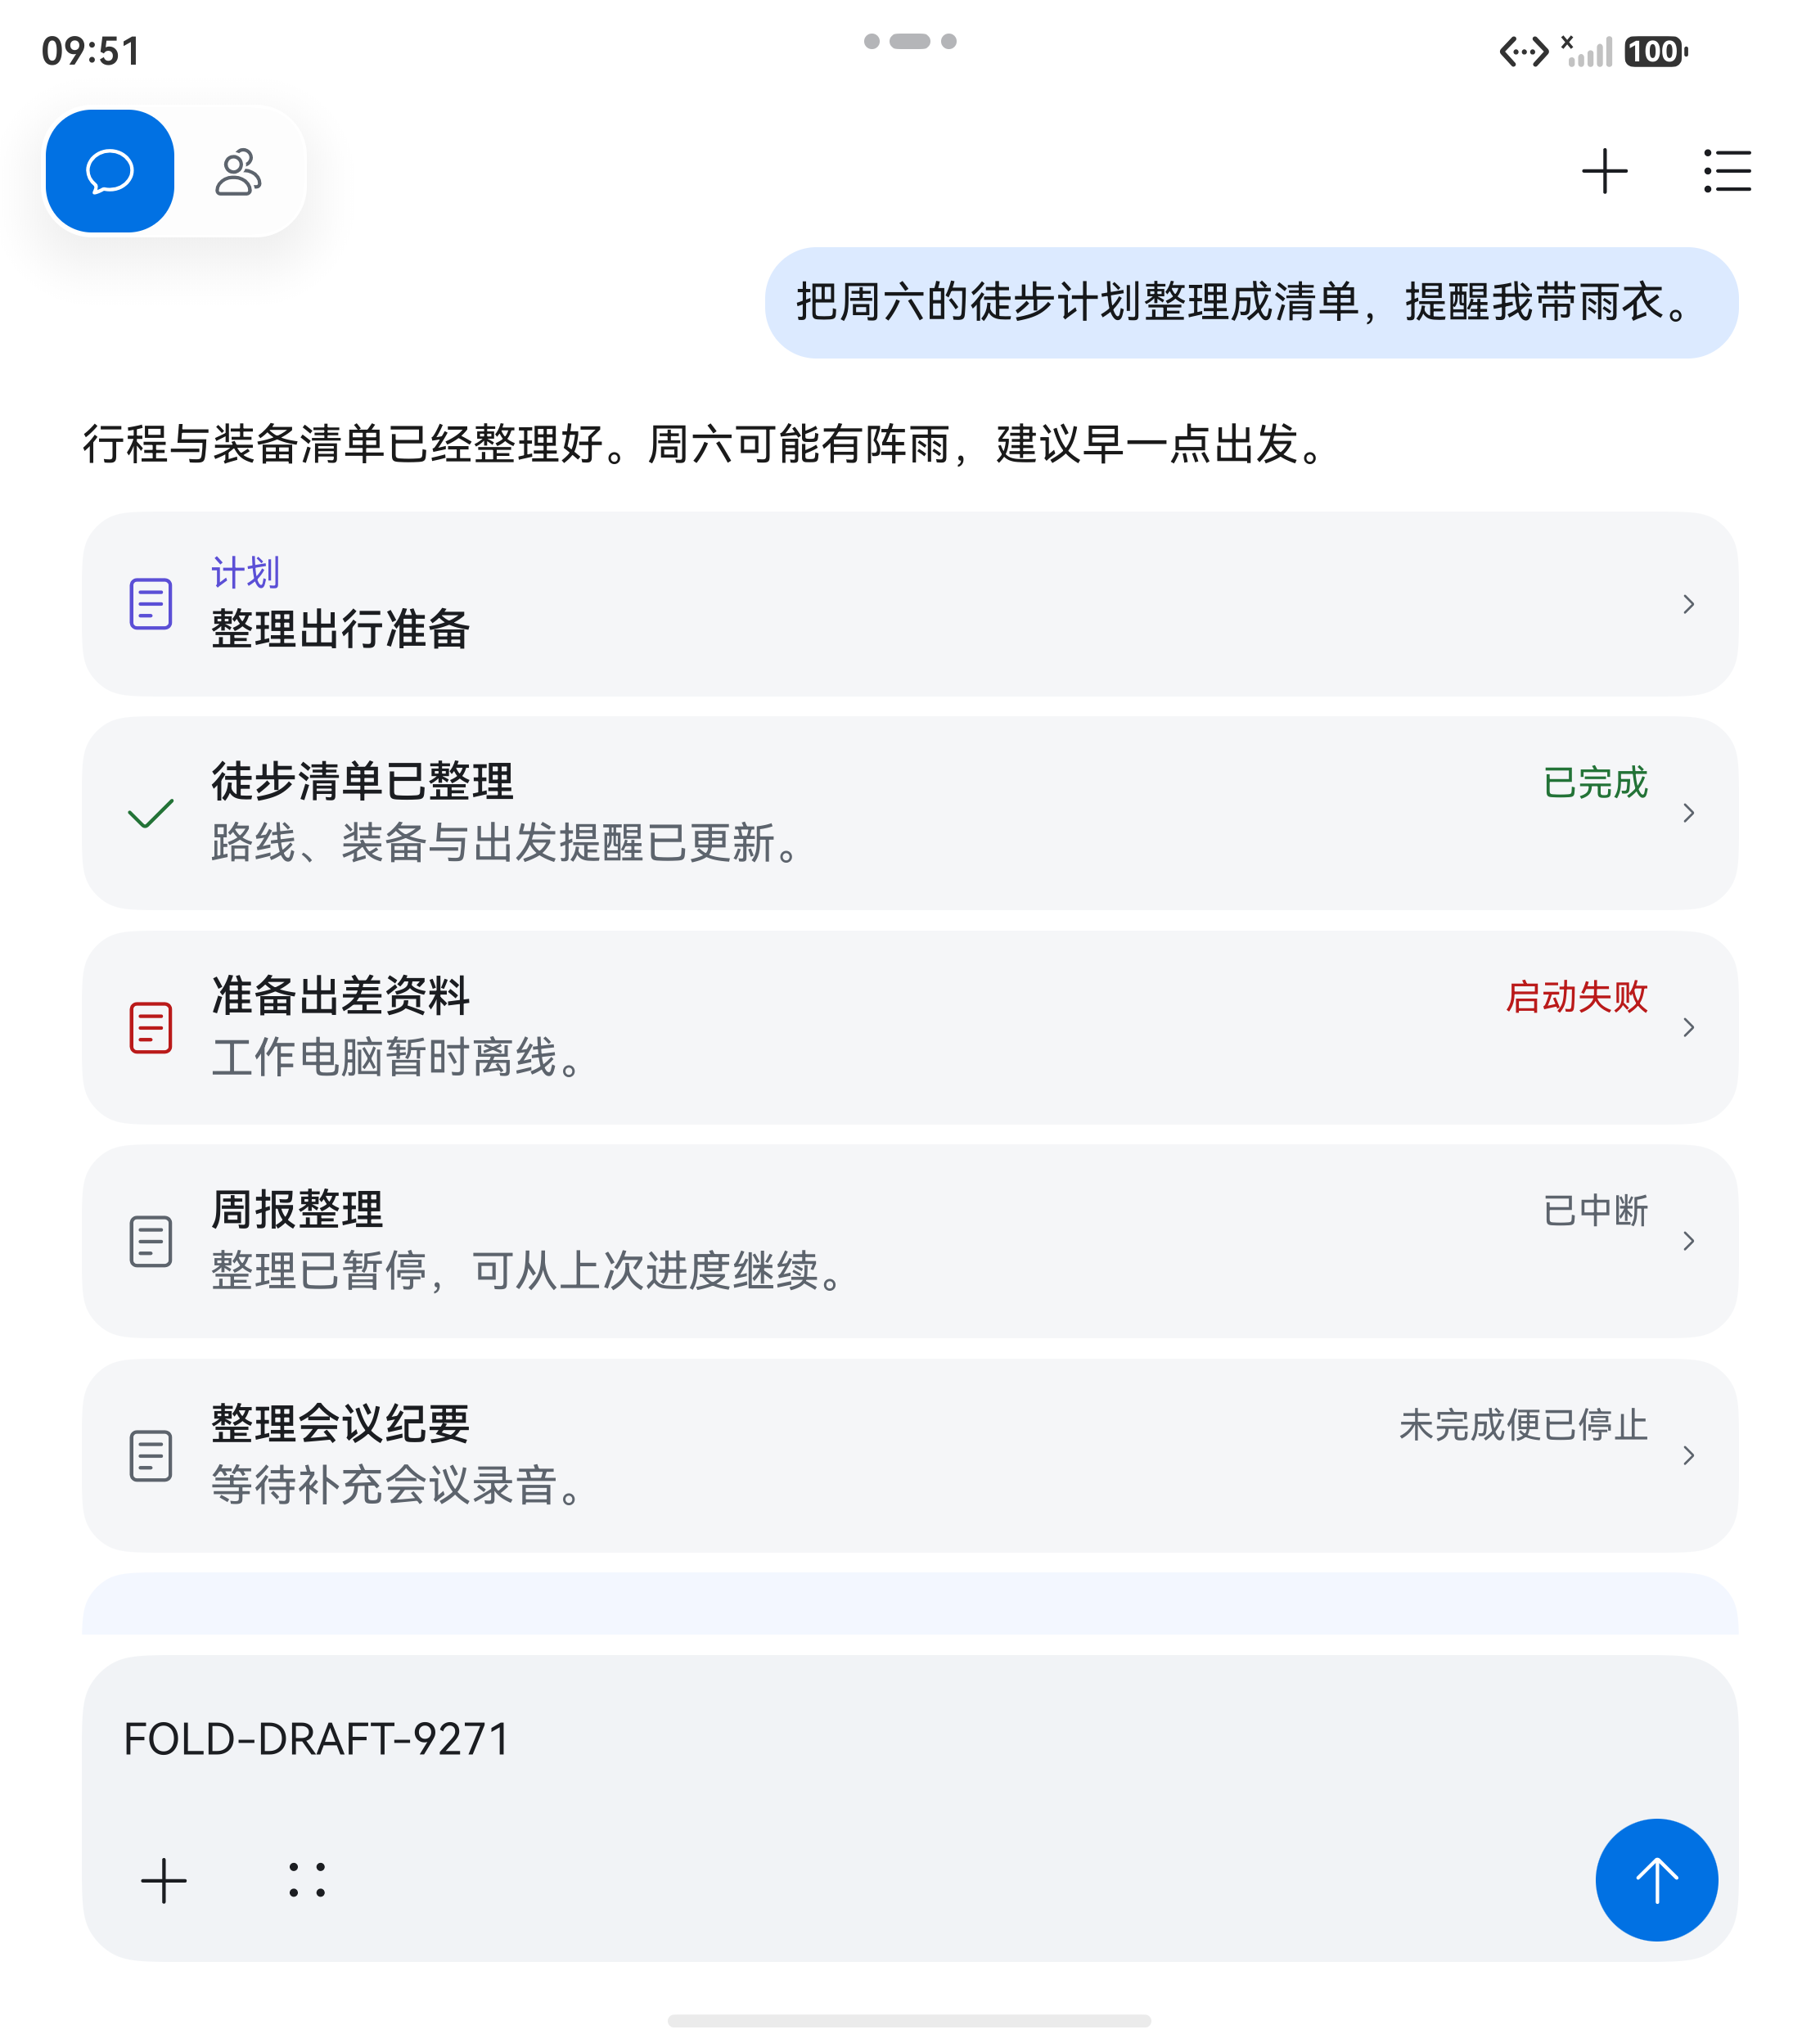 09:51
100
把周六的徒步计划整理成清单，提醒我带雨衣。
行程与装备清单已经整理好。周六可能有阵雨，建议早一点出发。
计划
整理出行准备
徒步清单已整理
已完成
路线、装备与出发提醒已更新。
准备出差资料
启动失败
工作电脑暂时离线。
周报整理
已中断
整理已暂停，可从上次进度继续。
整理会议纪要
未完成便已停止
等待补充会议录音。
FOLD-DRAFT-9271